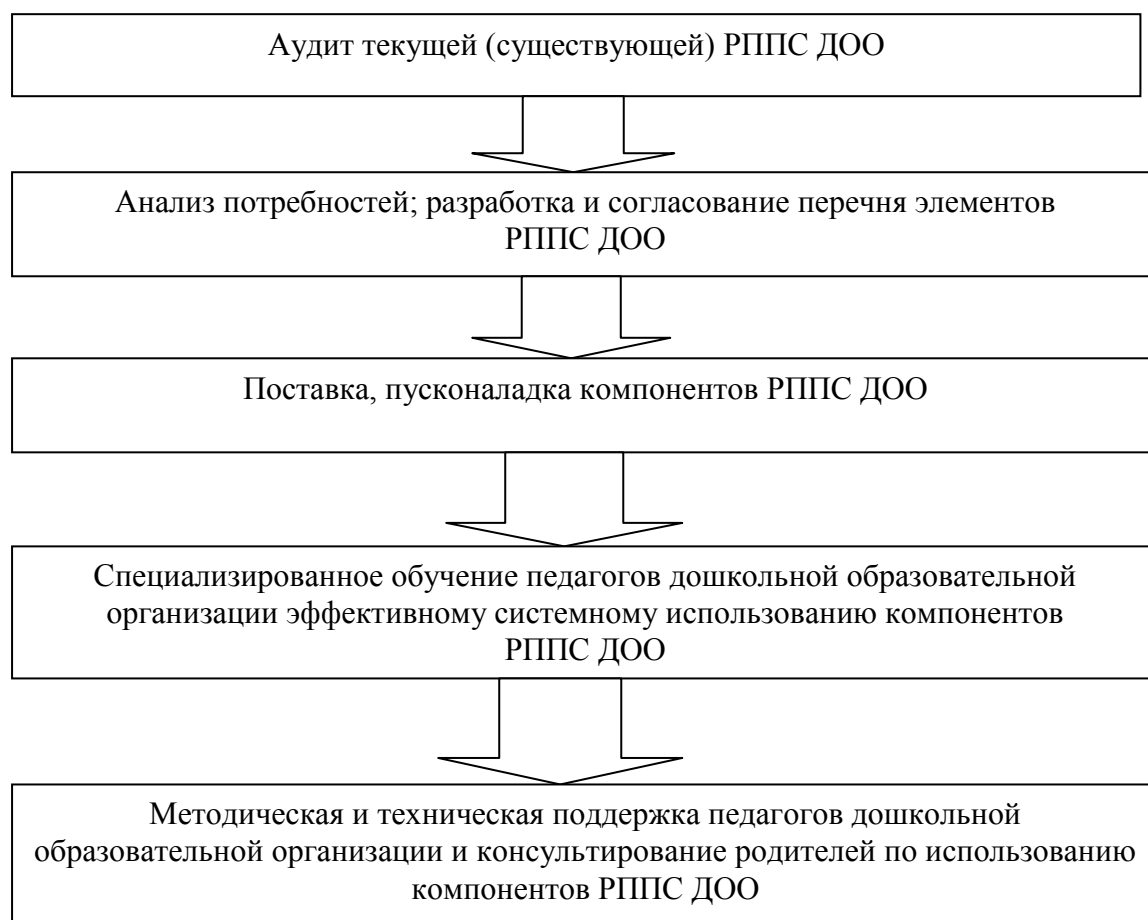 Аудит текущей (существующей) РППС ДОО
Анализ потребностей; разработка и согласование перечня элементов
РППС ДОО
Поставка, пусконаладка компонентов РППС ДОО
Специализированное обучение педагогов дошкольной образовательной
организации эффективному системному использованию компонентов
РППС ДОО
Методическая и техническая поддержка педагогов дошкольной
образовательной организации и консультирование родителей по использованию
компонентов РППС ДОО